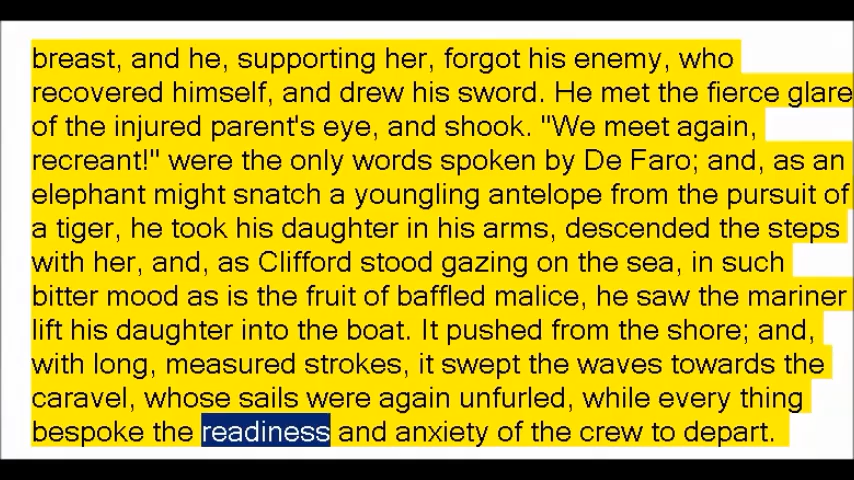 breast, and he, supporting her, forgot his enemy, who
recovered himself, and drew his sword. He met the fierce glare
of the injured parent's eye, and shook. "We meet again,
recreant!" were the only words spoken by De Faro; and, as an
elephant might snatch a youngling antelope from the pursuit of
a tiger, he took his daughter in his arms, descended the steps
with her, and, as Clifford stood gazing on the sea, in such
bitter mood as is the fruit of baffled malice, he saw the mariner
lift his daughter into the boat. It pushed from the shore; and,
with long, measured strokes, it swept the waves towards the
caravel, whose sails were again unfurled, while every thing
bespoke the readiness and anxiety of the crew to depart.